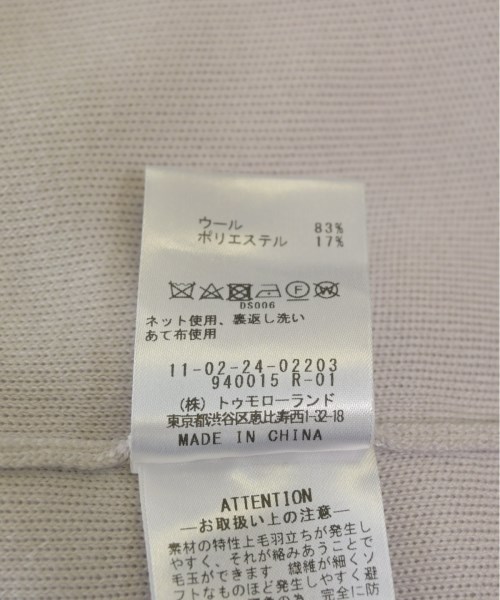 ウール 83%
ポリエステル 17%
DS006
ネット使用、裏返し洗い
あて布使用
11-02-24-02203
940015 R-01
(株) トゥモローランド
東京都渋谷区恵比寿西1-32-18
MADE IN CHINA
ATTENTION
―お取扱い上の注意―
素材の特性上毛羽立ちが発生し
やすく、それが絡みあうことで
毛玉ができます 繊維が細くソ
フトなものほど発生しやすく避
の為、完全に防